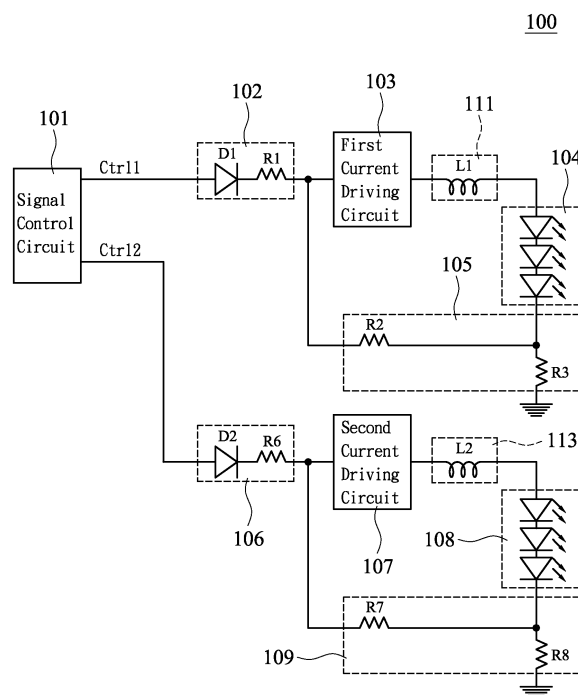 100
101
102
103
111
104
Ctrl1
D1
R1
First
Current
Driving
Circuit
L1
Signal
Control
Circuit
Ctrl2
105
R2
R3
D2
R6
Second
Current
Driving
Circuit
L2
113
106
107
108
R7
109
R8